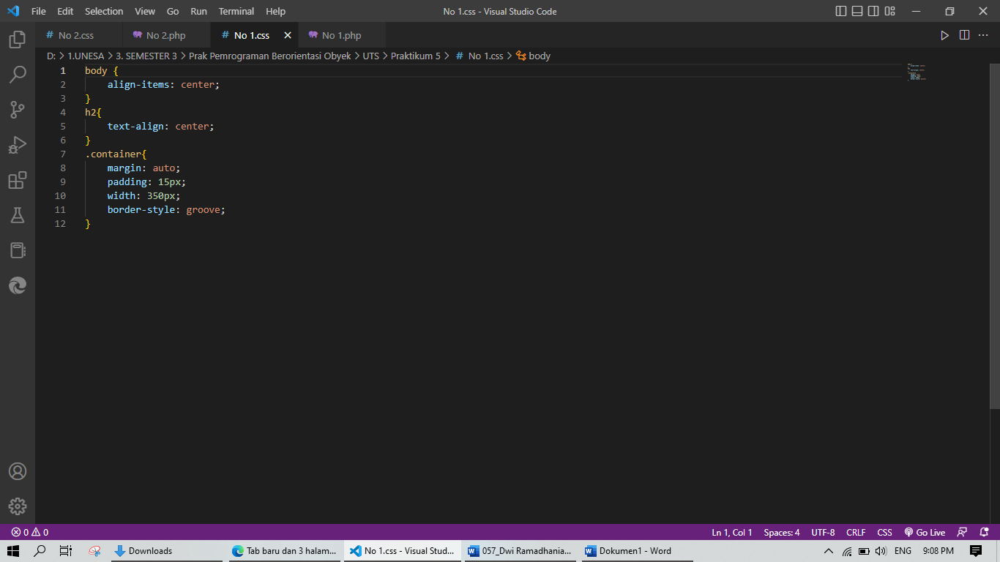 File Edit Selection View Go Run Terminal Help No 1.css - Visual Studio Code
# No 2.css No 2.php # No 1.css No 1.php
D: > 1.UNESA > 3. SEMESTER 3 > Prak Pemrograman Berorientasi Obyek > UTS > Praktikum 5 > # No 1.css > body
1 body {
2     align-items: center;
3 }
4 h2{
5     text-align: center;
6 }
7 .container{
8     margin: auto;
9     padding: 15px;
10     width: 350px;
11     border-style: groove;
12 }
0 0 Ln 1, Col 1 Spaces: 4 UTF-8 CRLF CSS Go Live
Downloads Tab baru dan 3 halam... No 1.css - Visual Stud... 057_Dwi Ramadhania... Dokumen1 - Word ENG 9:08 PM